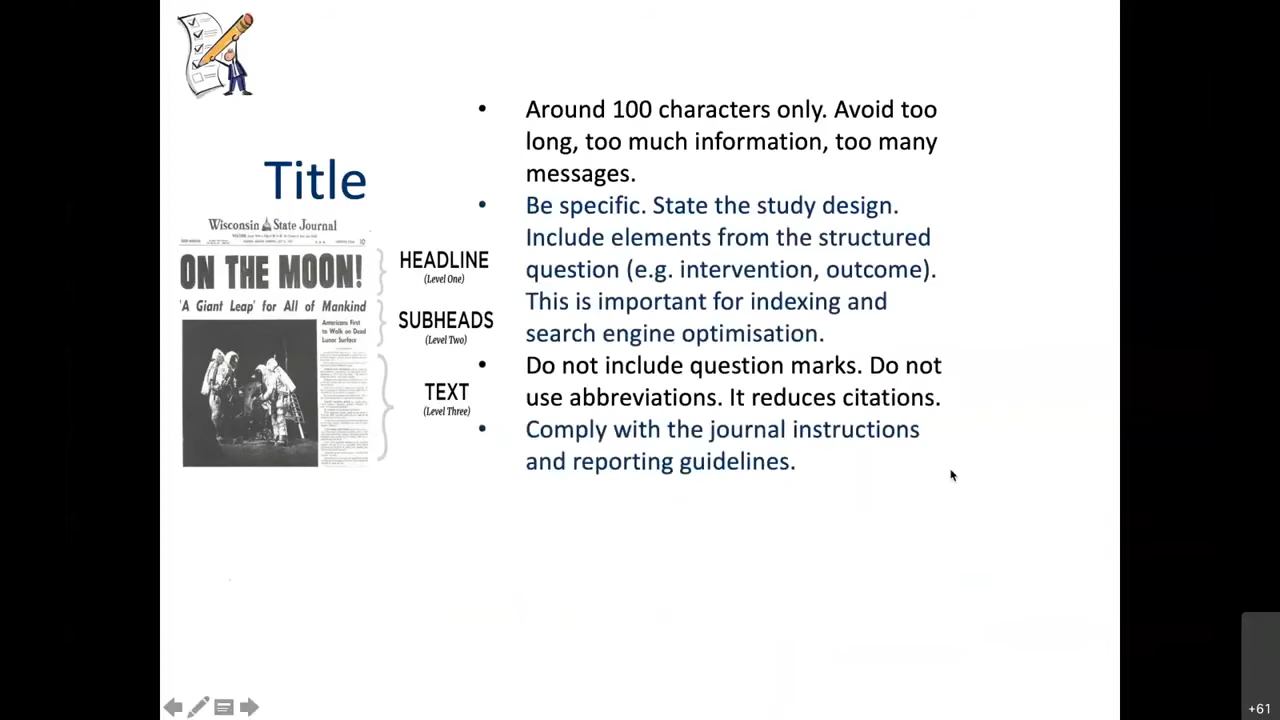 Title
Wisconsin State Journal
ON THE MOON!
'A Giant Leap' for All of Mankind
Americans First
to Walk on Dead
Lunar Surface
HEADLINE
(Level One)
SUBHEADS
(Level Two)
TEXT
(Level Three)
• Around 100 characters only. Avoid too
long, too much information, too many
messages.
• Be specific. State the study design.
Include elements from the structured
question (e.g. intervention, outcome).
This is important for indexing and
search engine optimisation.
• Do not include question marks. Do not
use abbreviations. It reduces citations.
• Comply with the journal instructions
and reporting guidelines.
+61